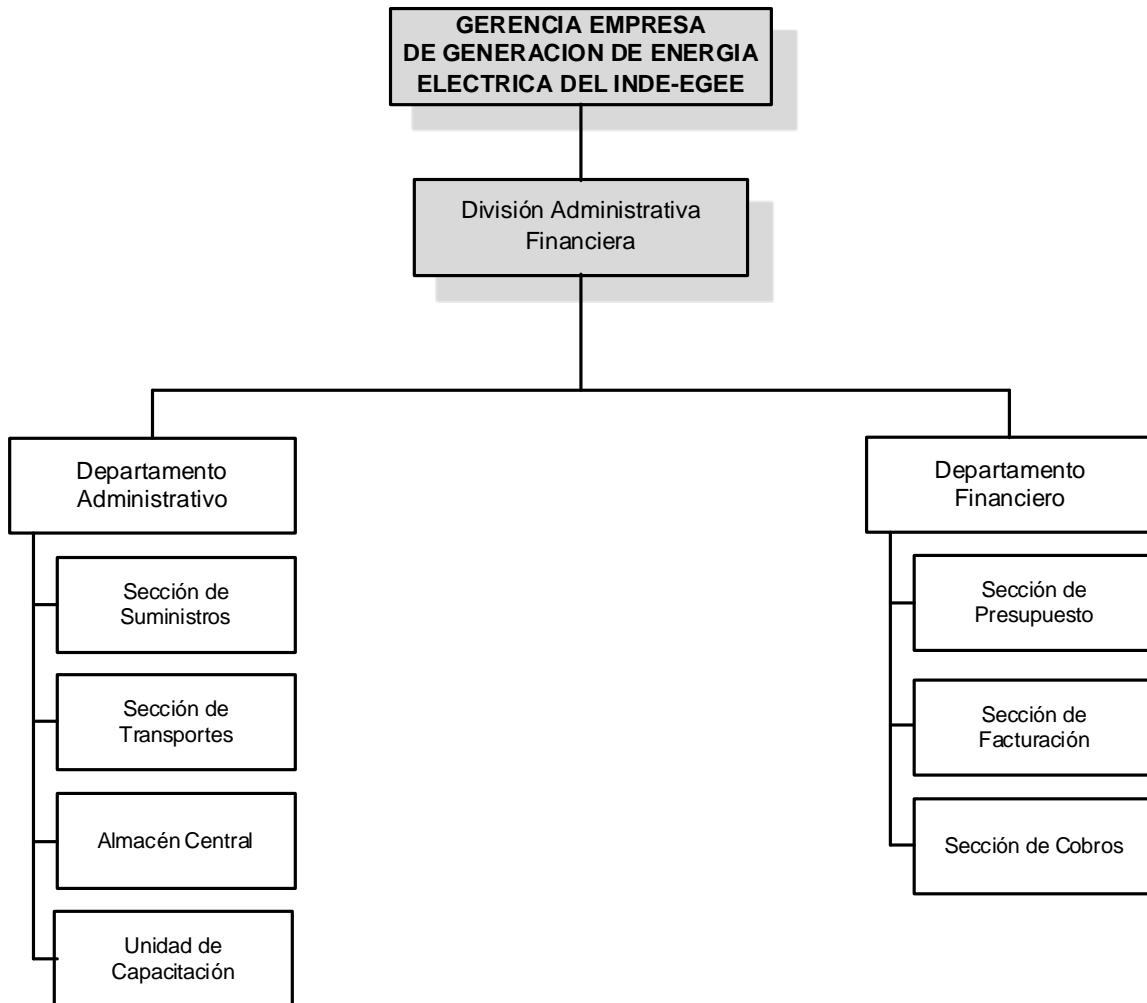 GERENCIA EMPRESA
DE GENERACION DE ENERGIA
ELECTRICA DEL INDE-EGEE
División Administrativa
Financiera
Departamento
Administrativo
Sección de
Suministros
Sección de
Transportes
Almacén Central
Unidad de
Capacitación
Departamento
Financiero
Sección de
Presupuesto
Sección de
Facturación
Sección de Cobros